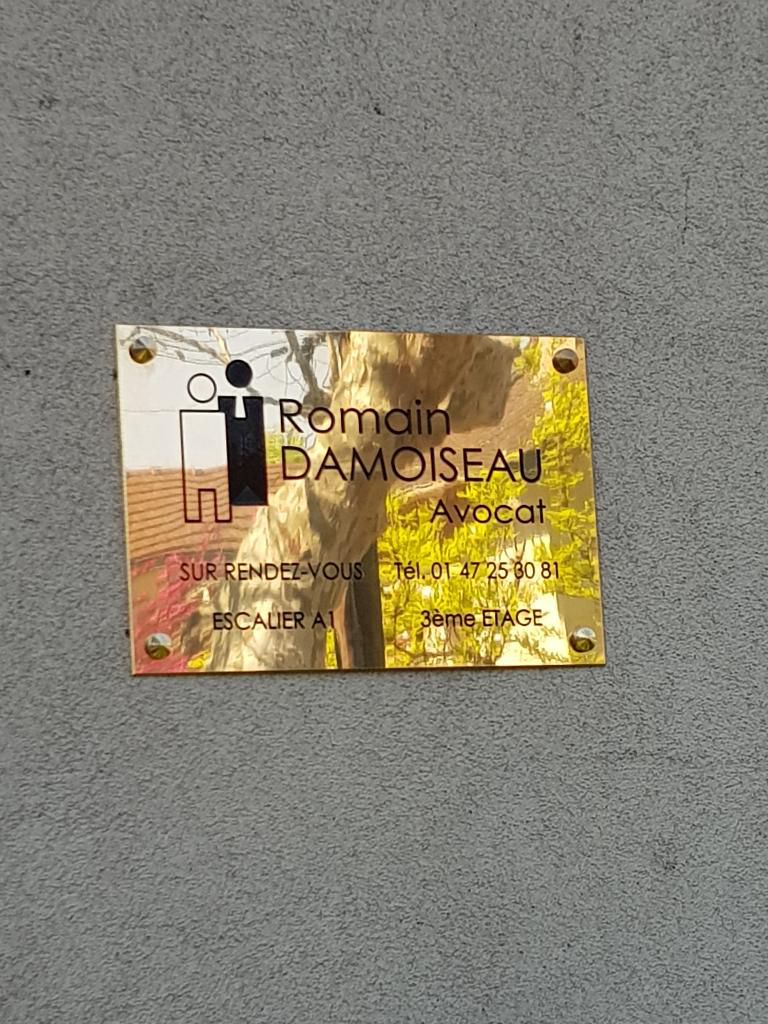 Romain
DAMOISEAU
Avocat
SUR RENDEZ-VOUS Tél. 01 47 25 80 81
ESCALIER A1 3ème ETAGE